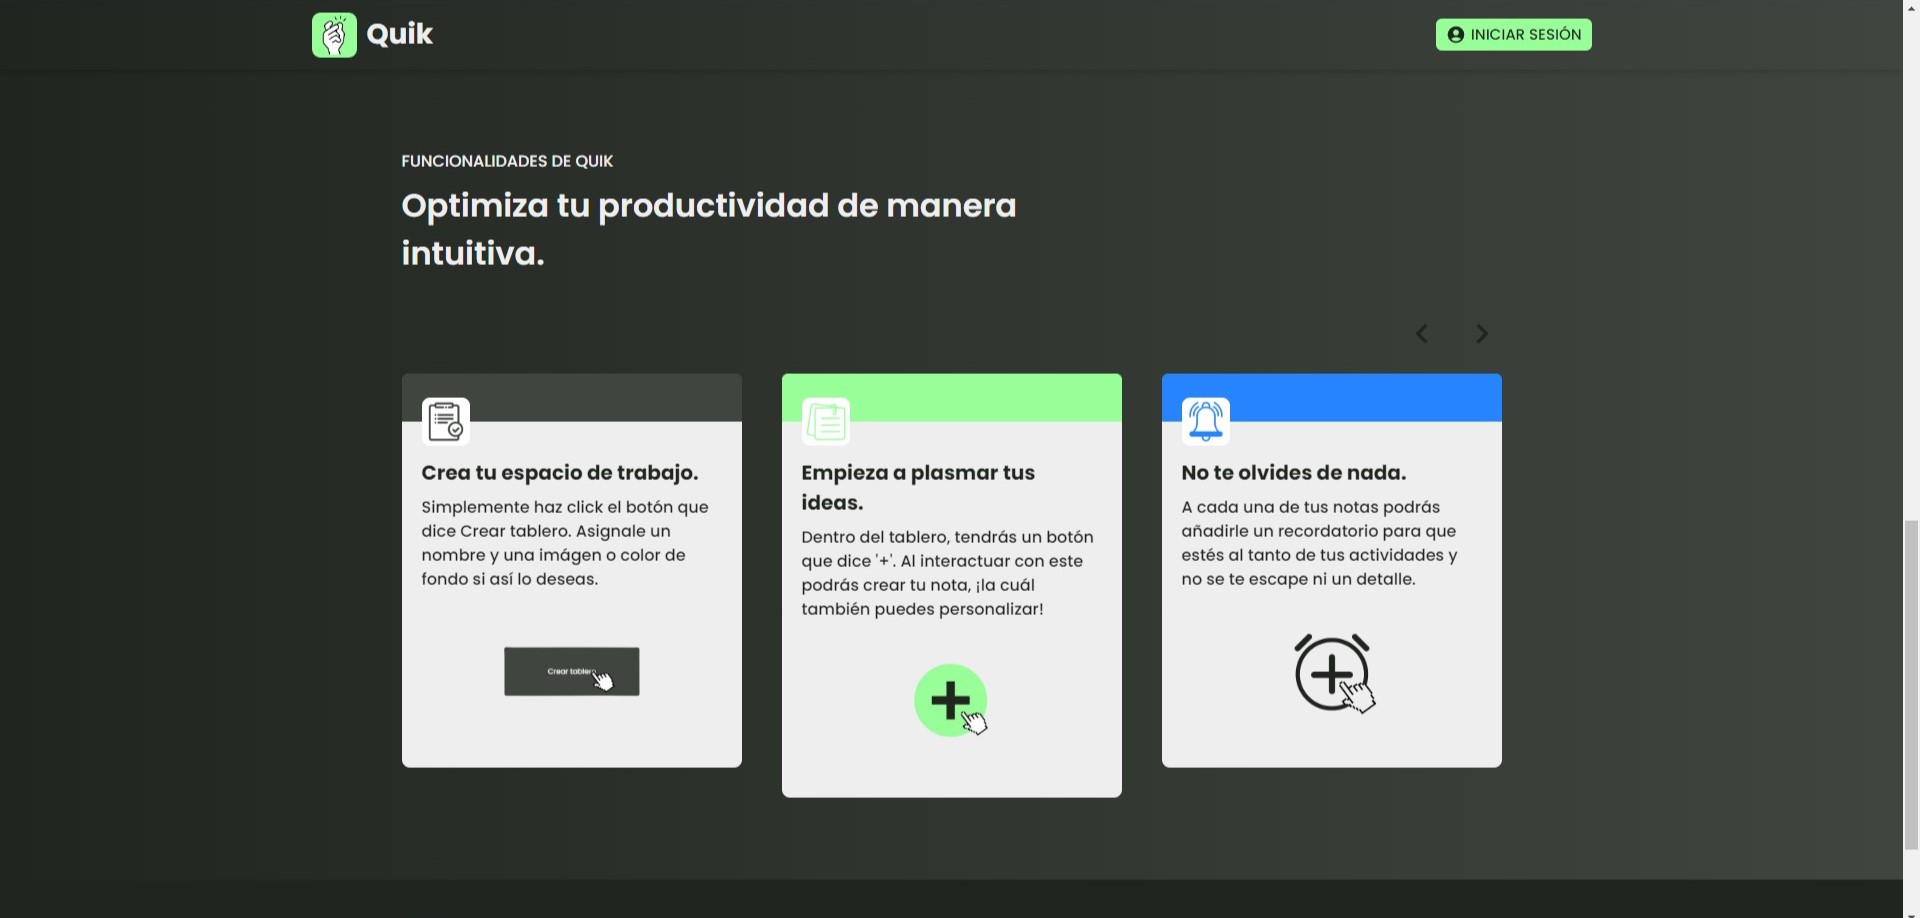 Quik
INICIAR SESIÓN
FUNCIONALIDADES DE QUIK
Optimiza tu productividad de manera
intuitiva.
Crea tu espacio de trabajo.
Simplemente haz click el botón que
dice Crear tablero. Asignale un
nombre y una imágen o color de
fondo si así lo deseas.
Crear tablero
Empieza a plasmar tus
ideas.
Dentro del tablero, tendrás un botón
que dice '+'. Al interactuar con este
podrás crear tu nota, ¡la cuál
también puedes personalizar!
No te olvides de nada.
A cada una de tus notas podrás
añadirle un recordatorio para que
estés al tanto de tus actividades y
no se te escape ni un detalle.